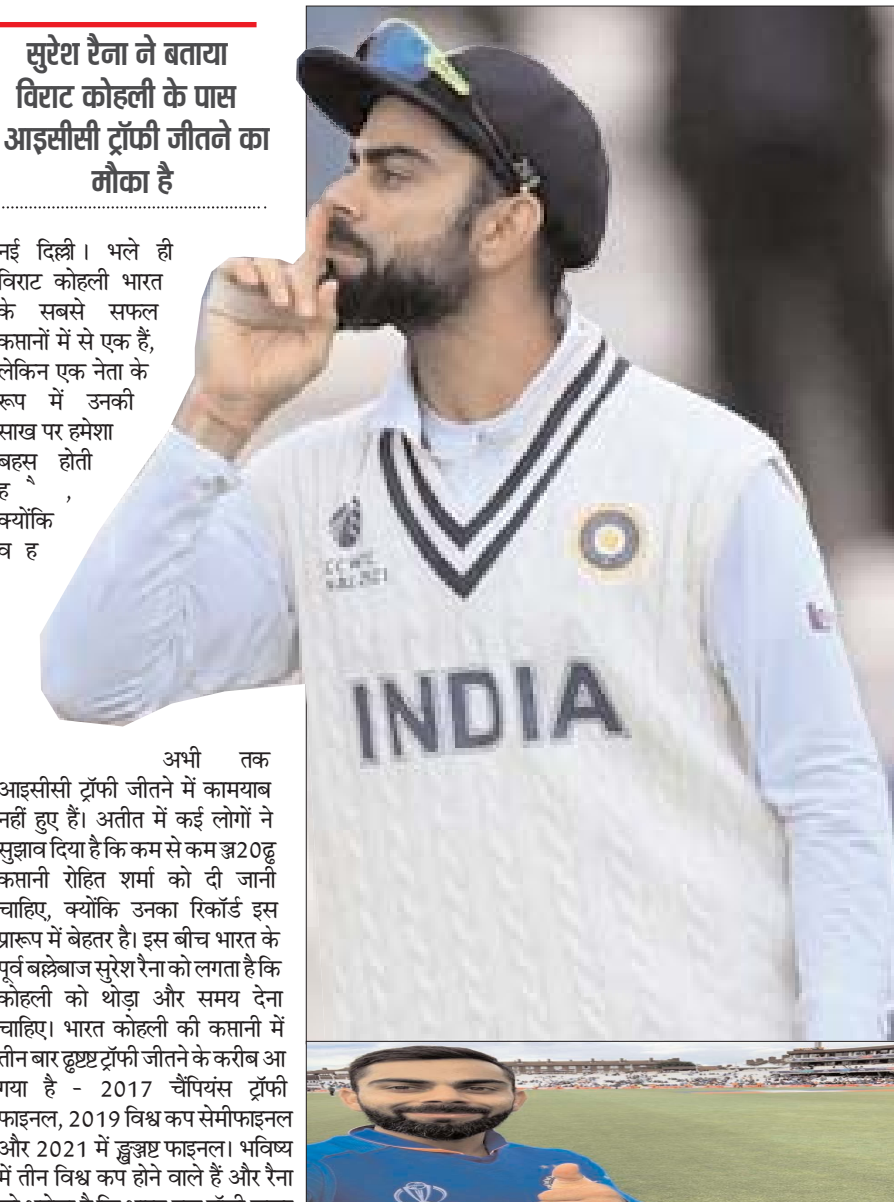 सुरेश रैना ने बताया
विराट कोहली के पास
आइसीसी ट्रॉफी जीतने का
मौका है
नई दिल्ली। भले ही
विराट कोहली भारत
के सबसे सफल
कप्तानों में से एक हैं,
लेकिन एक नेता के
रूप में उनकी
साख पर हमेशा
बहस होती
है ,
क्योंकि
व ह
अभी तक
आइसीसी ट्रॉफी जीतने में कामयाब
नहीं हुए हैं। अतीत में कई लोगों ने
सुझाव दिया है कि कम से कम ञ्ज20ढ्ढ
कप्तानी रोहित शर्मा को दी जानी
चाहिए, क्योंकि उनका रिकॉर्ड इस
प्रारूप में बेहतर है। इस बीच भारत के
पूर्व बल्लेबाज सुरेश रैना को लगता है कि
कोहली को थोड़ा और समय देना
चाहिए। भारत कोहली की कप्तानी में
तीन बार ढ्ढष्टष्ट ट्रॉफी जीतने के करीब आ
गया है - 2017 चैंपियंस ट्रॉफी
फाइनल, 2019 विश्व कप सेमीफाइनल
और 2021 में फाइनल। भविष्य
में तीन विश्व कप होने वाले हैं और रैना
INDIA